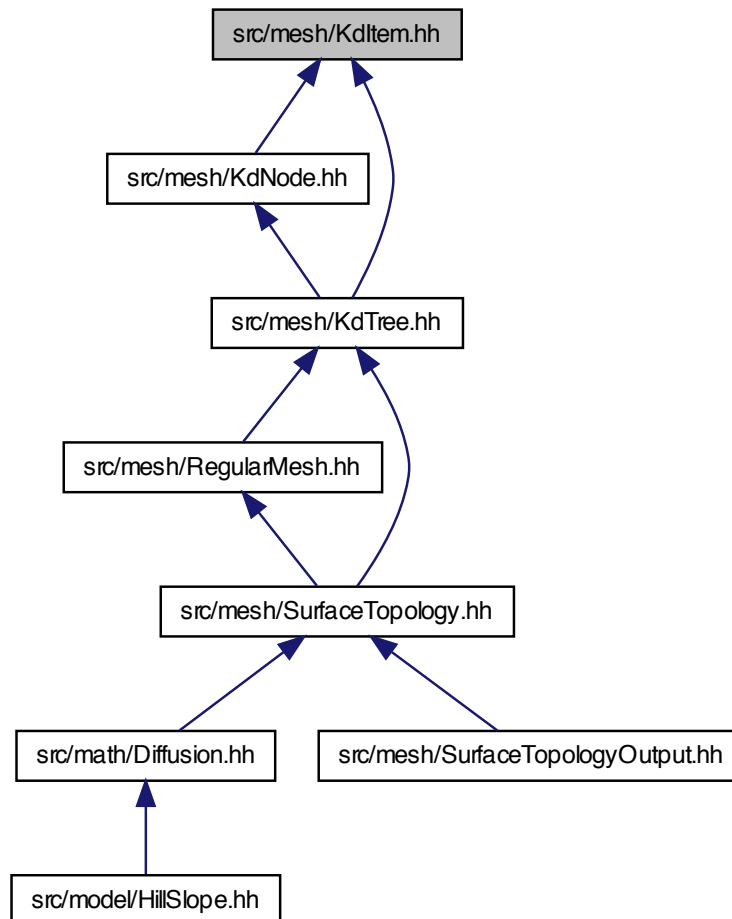 src/mesh/KdItem.hh
src/mesh/KdNode.hh
src/mesh/KdTree.hh
src/mesh/RegularMesh.hh
src/mesh/SurfaceTopology.hh
src/math/Diffusion.hh
src/mesh/SurfaceTopologyOutput.hh
src/model/HillSlope.hh